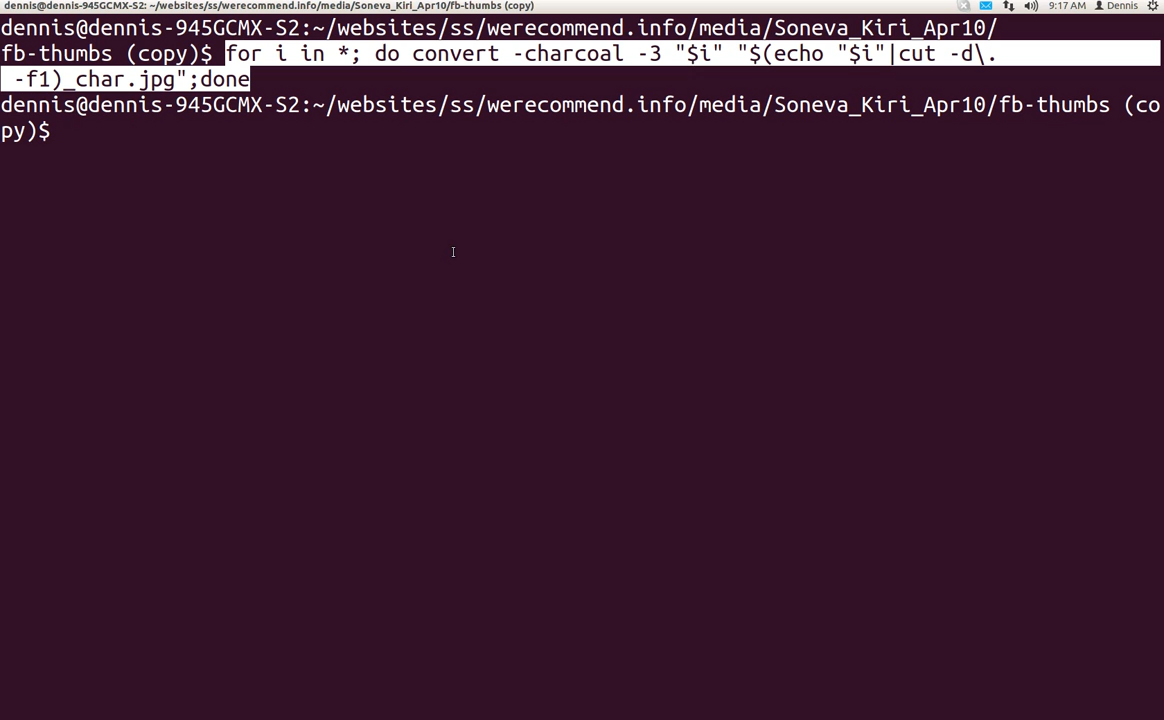 dennis@dennis-945GCMX-S2: ~/websites/ss/werecommend.info/media/Soneva_Kiri_Apr10/fb-thumbs (copy) 9:17 AM Dennis
dennis@dennis-945GCMX-S2:~/websites/ss/werecommend.info/media/Soneva_Kiri_Apr10/
fb-thumbs (copy)$ for i in *; do convert -charcoal -3 "$i" "$(echo "$i"|cut -d\.
 -f1)_char.jpg";done
dennis@dennis-945GCMX-S2:~/websites/ss/werecommend.info/media/Soneva_Kiri_Apr10/fb-thumbs (co
py)$